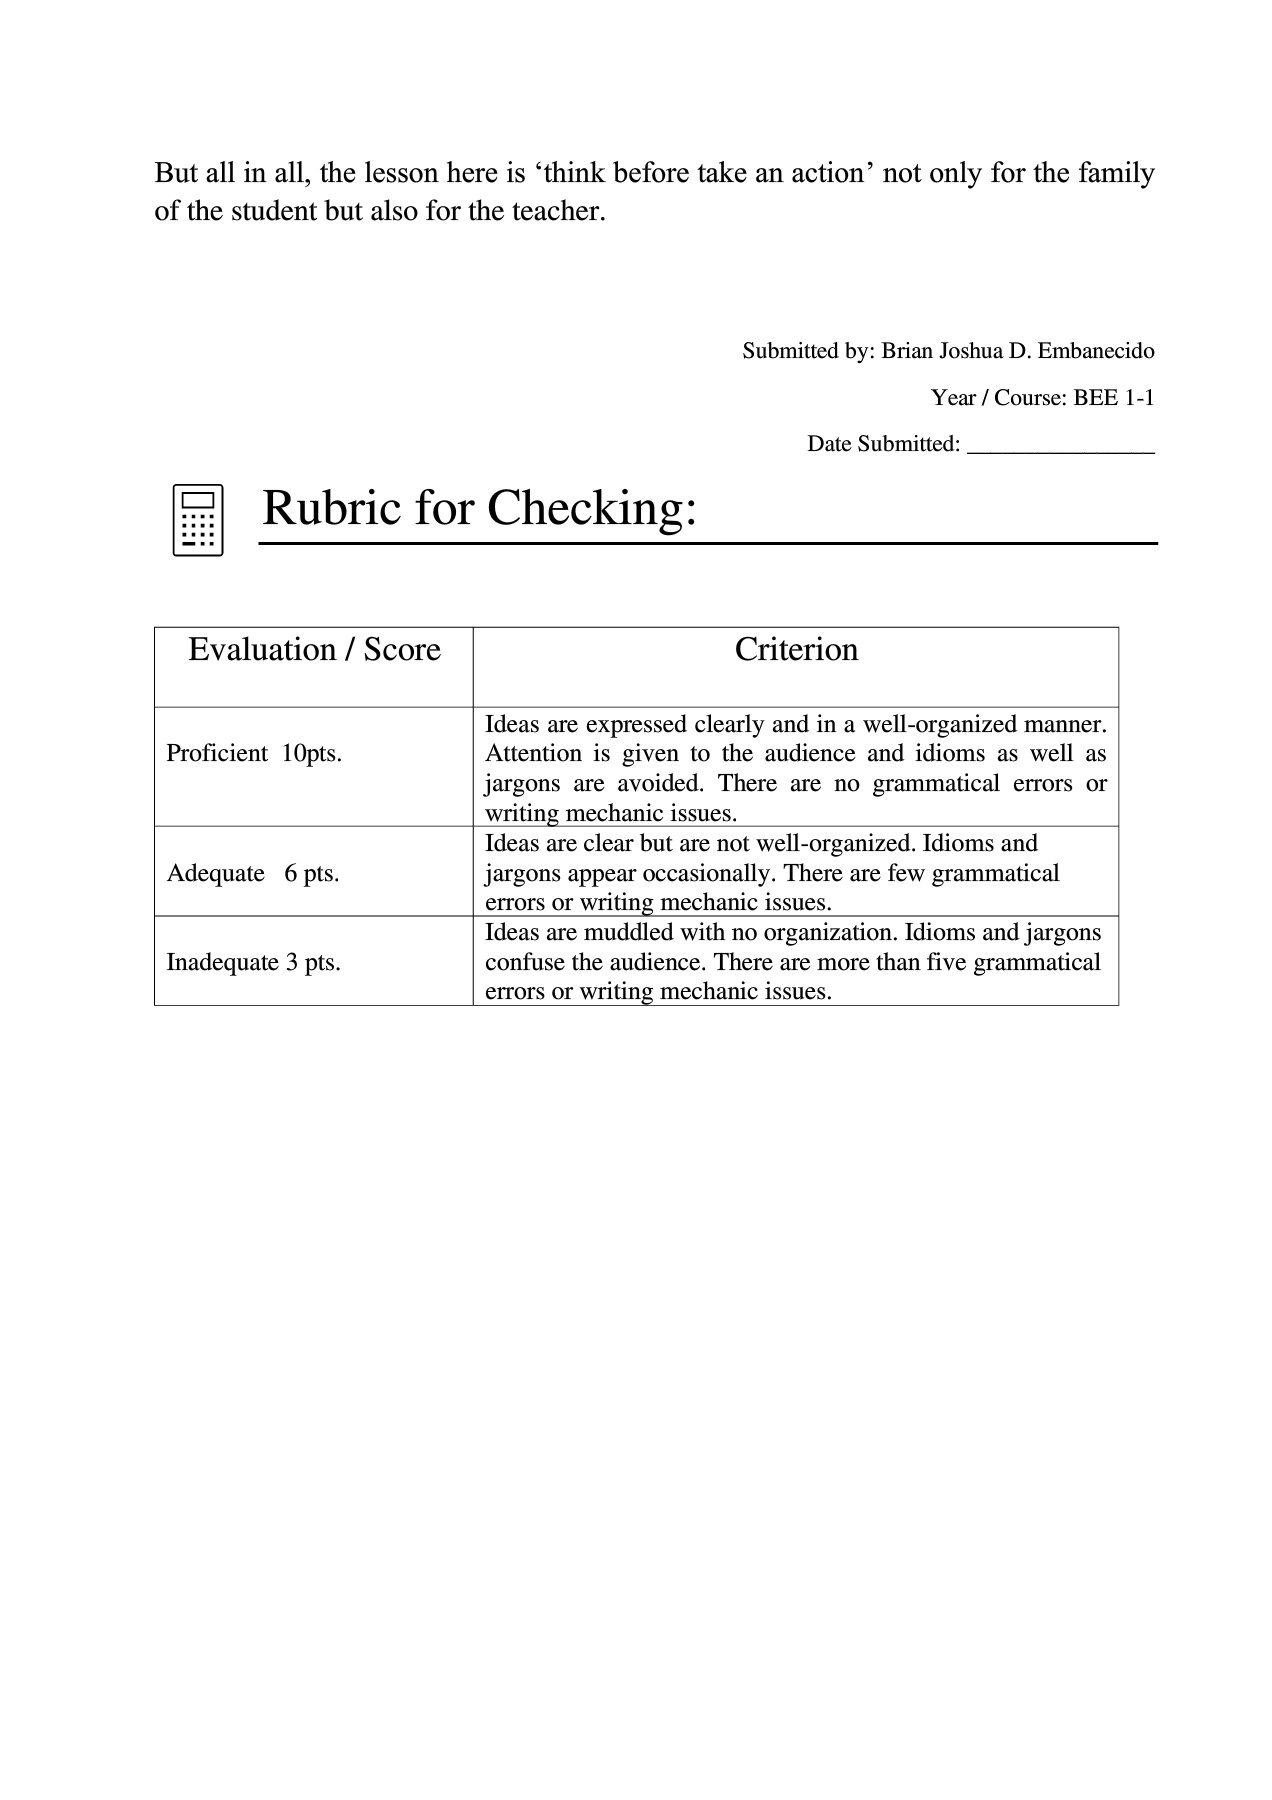 But all in all, the lesson here is ‘think before take an action’ not only for the family
of the student but also for the teacher.
Submitted by: Brian Joshua D. Embanecido
Year / Course: BEE 1-1
Date Submitted: ________________
Rubric for Checking:
Evaluation / Score
Criterion
Proficient  10pts.
Ideas are expressed clearly and in a well-organized manner.
Attention is given to the audience and idioms as well as
jargons are avoided. There are no grammatical errors or
writing mechanic issues.
Adequate   6 pts.
Ideas are clear but are not well-organized. Idioms and
jargons appear occasionally. There are few grammatical
errors or writing mechanic issues.
Inadequate 3 pts.
Ideas are muddled with no organization. Idioms and jargons
confuse the audience. There are more than five grammatical
errors or writing mechanic issues.